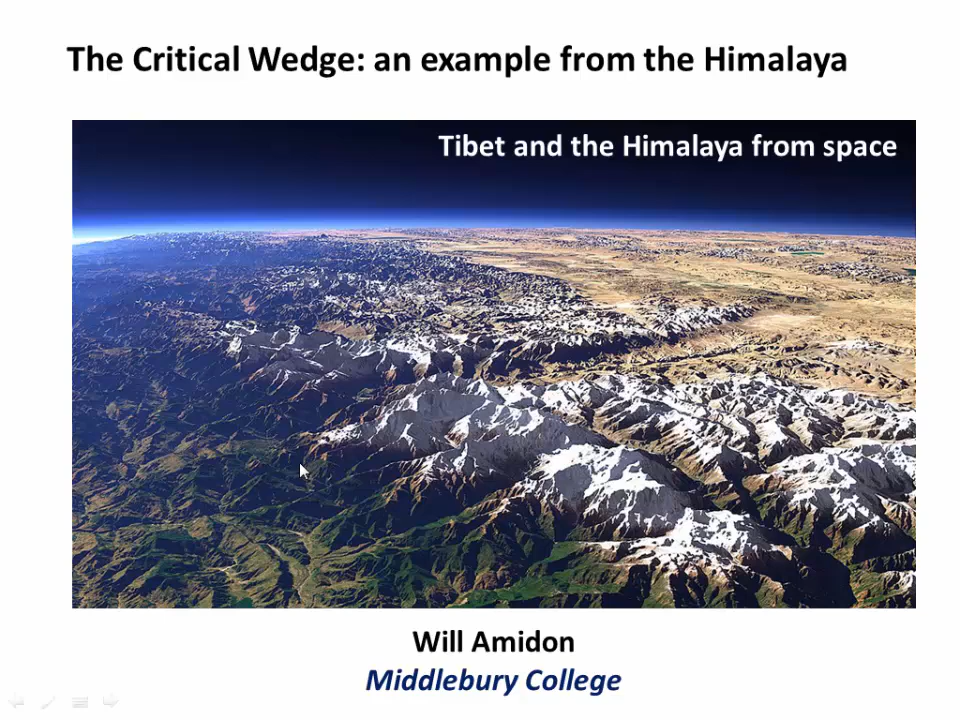 The Critical Wedge: an example from the Himalaya
Tibet and the Himalaya from space
Will Amidon
Middlebury College